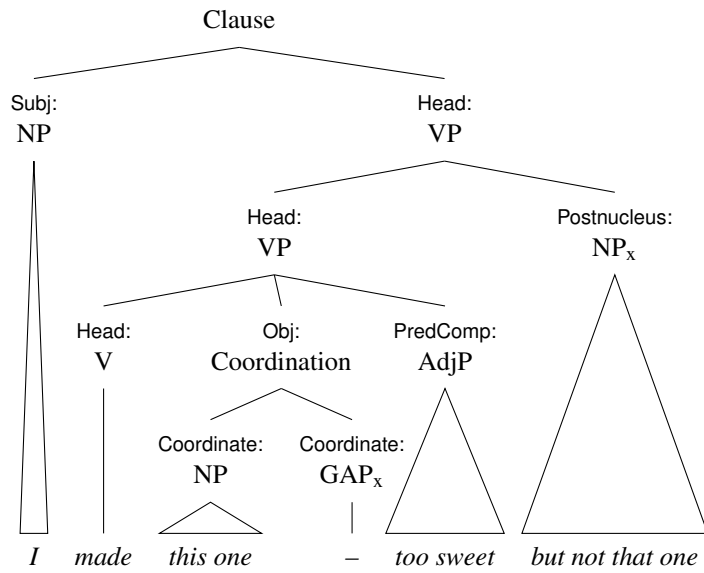 Clause
Subj: Head:
NP VP
Head: Postnucleus:
VP NPx
Head: Obj: PredComp:
V Coordination AdjP
Coordinate: Coordinate:
NP GAPx
I made this one – too sweet but not that one